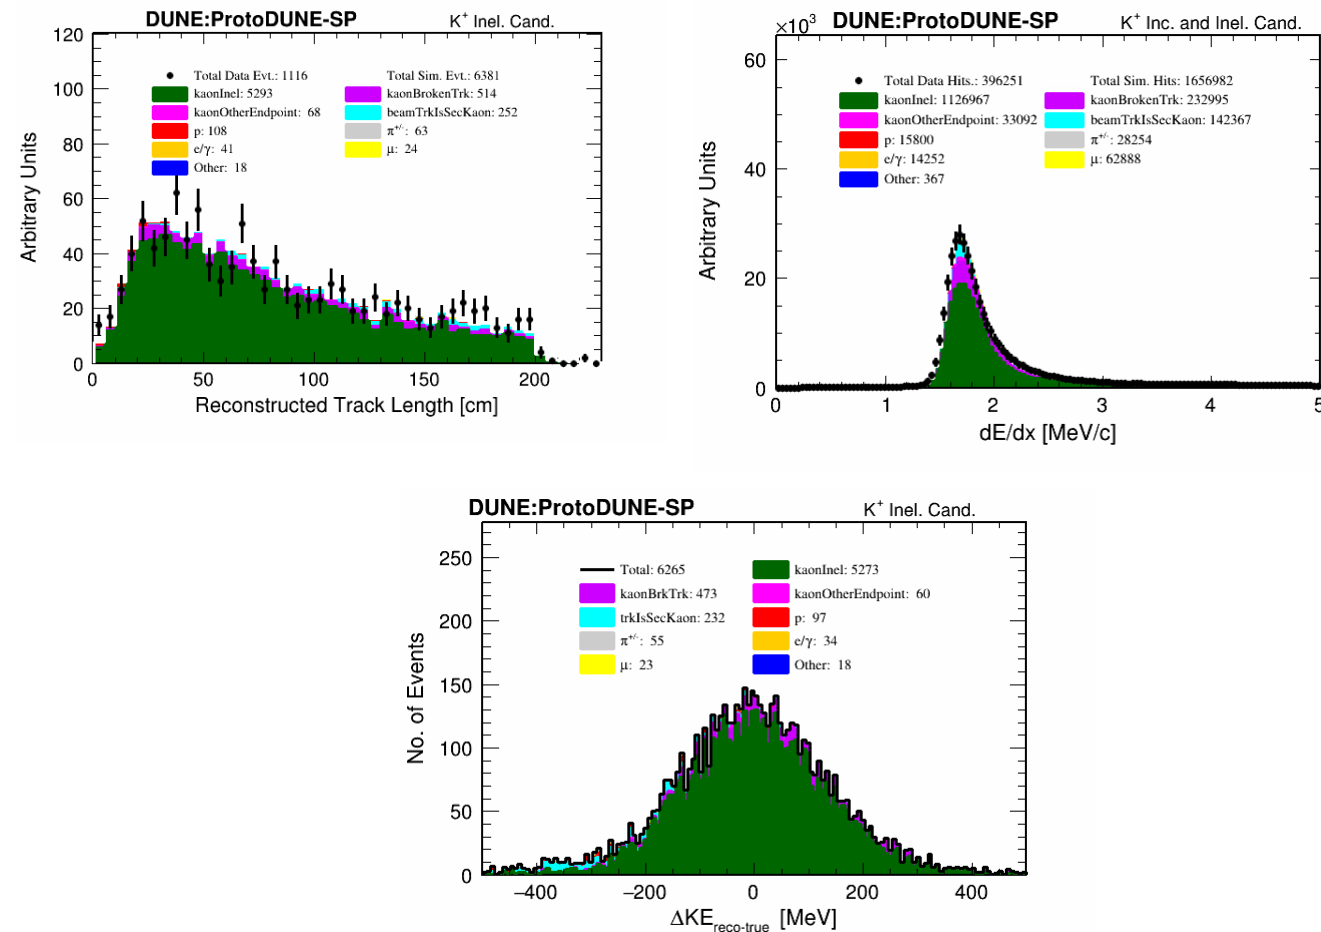 DUNE:ProtoDUNE-SP
K+ Inel. Cand.
120
100
80
60
40
20
0
Arbitrary Units
Total Data Evt.: 1116
Total Sim. Evt.: 6381
kaonInel: 5293
kaonBrokenTrk: 514
kaonOtherEndpoint: 68
beamTrkIsSecKaon: 252
p: 108
π+/-: 63
e/γ: 41
μ: 24
Other: 18
0 50 100 150 200
Reconstructed Track Length [cm]
×10³
DUNE:ProtoDUNE-SP
K+ Inc. and Inel. Cand.
60
40
20
0
Arbitrary Units
Total Data Hits.: 396251
Total Sim. Hits: 1656982
kaonInel: 1126967
kaonBrokenTrk: 232995
kaonOtherEndpoint: 33092
beamTrkIsSecKaon: 142367
p: 15800
π+/-: 28254
e/γ: 14252
μ: 62888
Other: 367
0 1 2 3 4 5
dE/dx [MeV/c]
DUNE:ProtoDUNE-SP
K+ Inel. Cand.
250
200
150
100
50
0
No. of Events
Total: 6265
kaonInel: 5273
kaonBrkTrk: 473
kaonOtherEndpoint: 60
trkIsSecKaon: 232
p: 97
π+/-: 55
e/γ: 34
μ: 23
Other: 18
−400 −200 0 200 400
ΔKE reco-true [MeV]